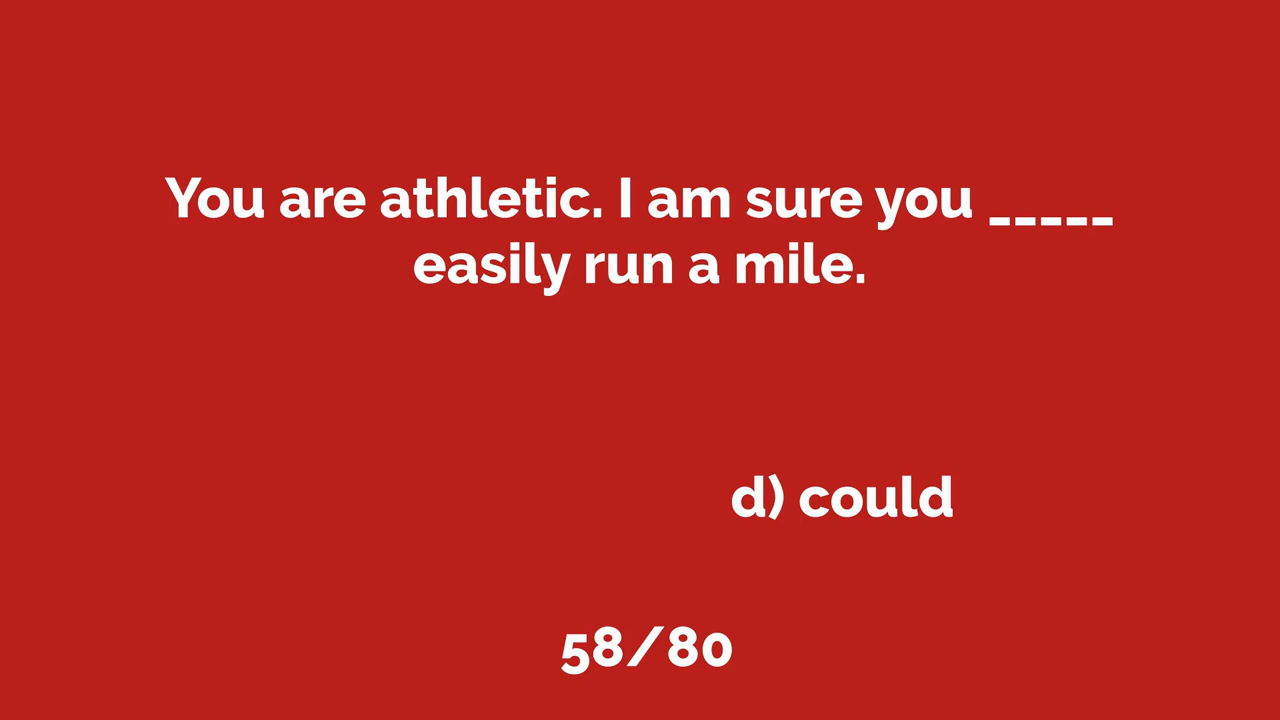 You are athletic. I am sure you _____
easily run a mile.
d) could
58/80